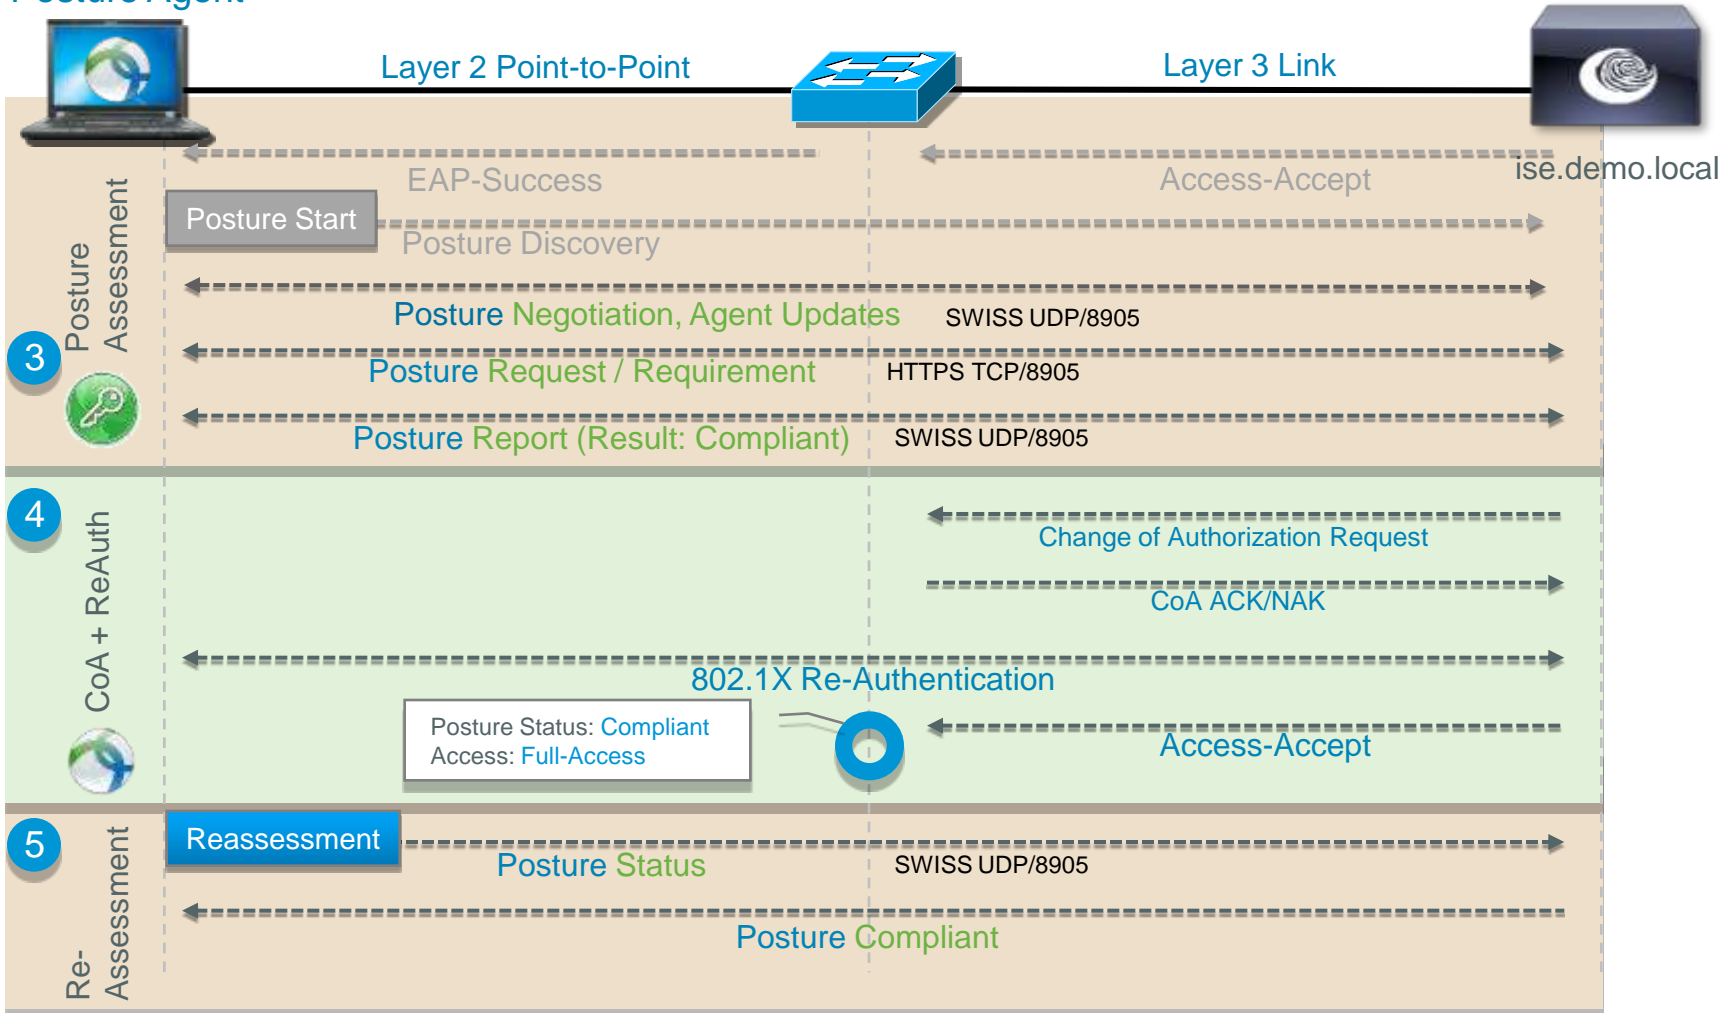 Posture Agent
Layer 2 Point-to-Point
Layer 3 Link
ise.demo.local
EAP-Success
Access-Accept
Posture Start
Posture Discovery
Posture
Assessment
3
Posture Negotiation, Agent Updates SWISS UDP/8905
Posture Request / Requirement HTTPS TCP/8905
Posture Report (Result: Compliant) SWISS UDP/8905
4
CoA + ReAuth
Change of Authorization Request
CoA ACK/NAK
802.1X Re-Authentication
Posture Status: Compliant
Access: Full-Access
Access-Accept
5
Re-
Assessment
Reassessment
Posture Status SWISS UDP/8905
Posture Compliant